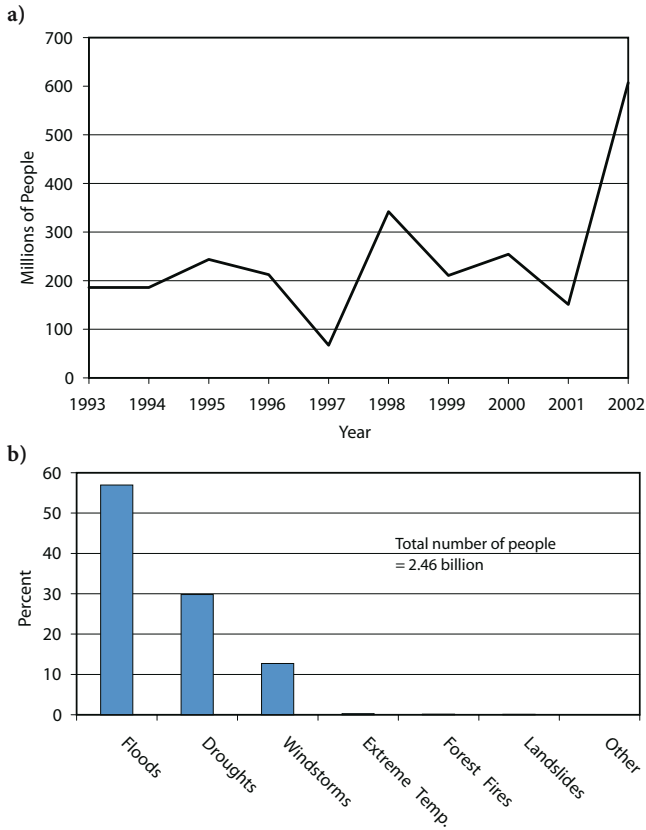 a)
700
600
500
400
300
200
100
0
Millions of People
1993 1994 1995 1996 1997 1998 1999 2000 2001 2002
Year
b)
60
50
40
30
20
10
0
Percent
Total number of people
= 2.46 billion
Floods
Droughts
Windstorms
Extreme Temp.
Forest Fires
Landslides
Other